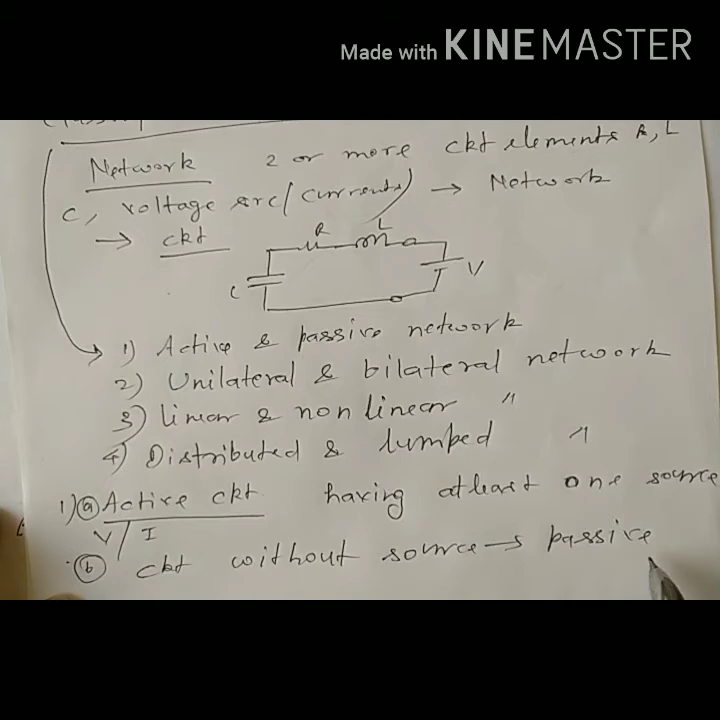 Made with KINEMASTER
Network 2 or more ckt elements R, L
C, voltage src/(currents) → Network
→ ckt
R L
C V
1) Active & passive network
2) Unilateral & bilateral network
3) linear & non linear "
4) Distributed & lumped "
1) (a) Active ckt having atleast one source
V/I
(b) ckt without source → passive